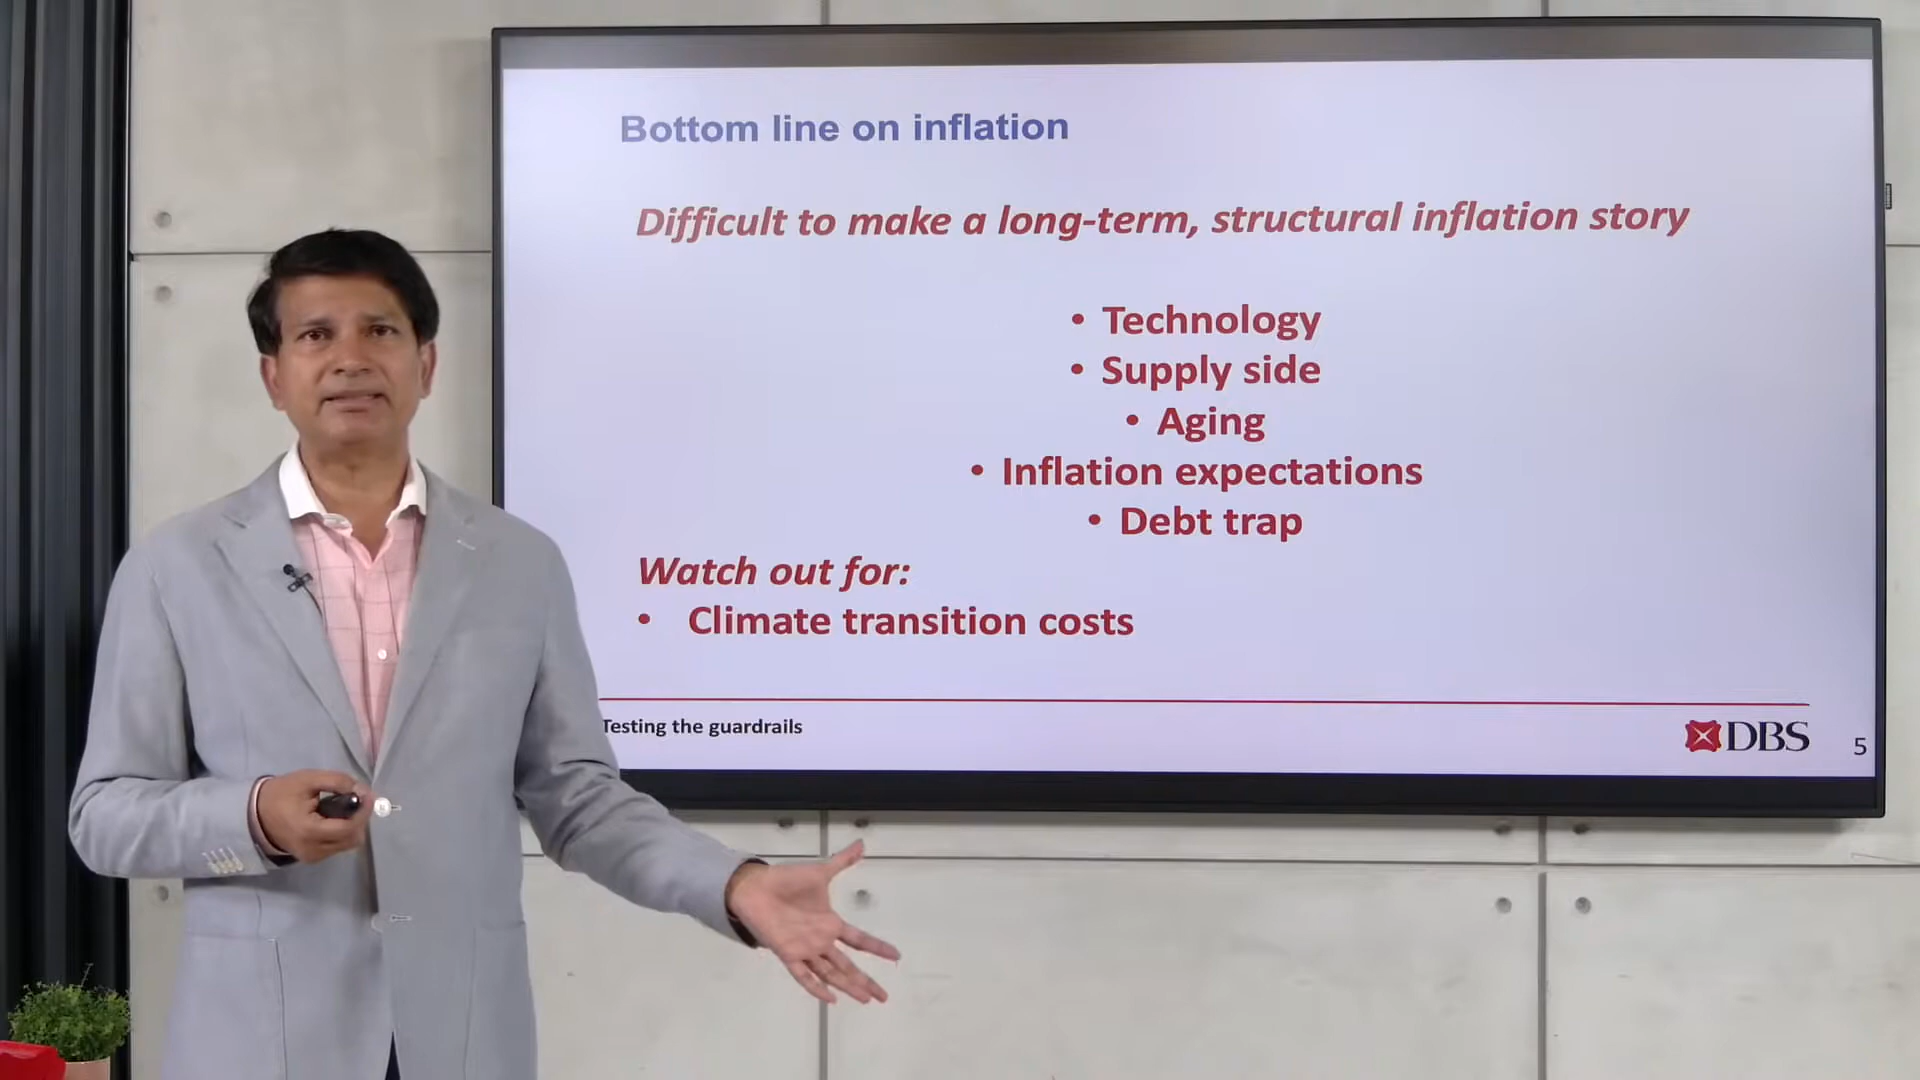 Bottom line on inflation
Difficult to make a long-term, structural inflation story
• Technology
• Supply side
• Aging
• Inflation expectations
• Debt trap
Watch out for:
• Climate transition costs
Testing the guardrails
DBS
5